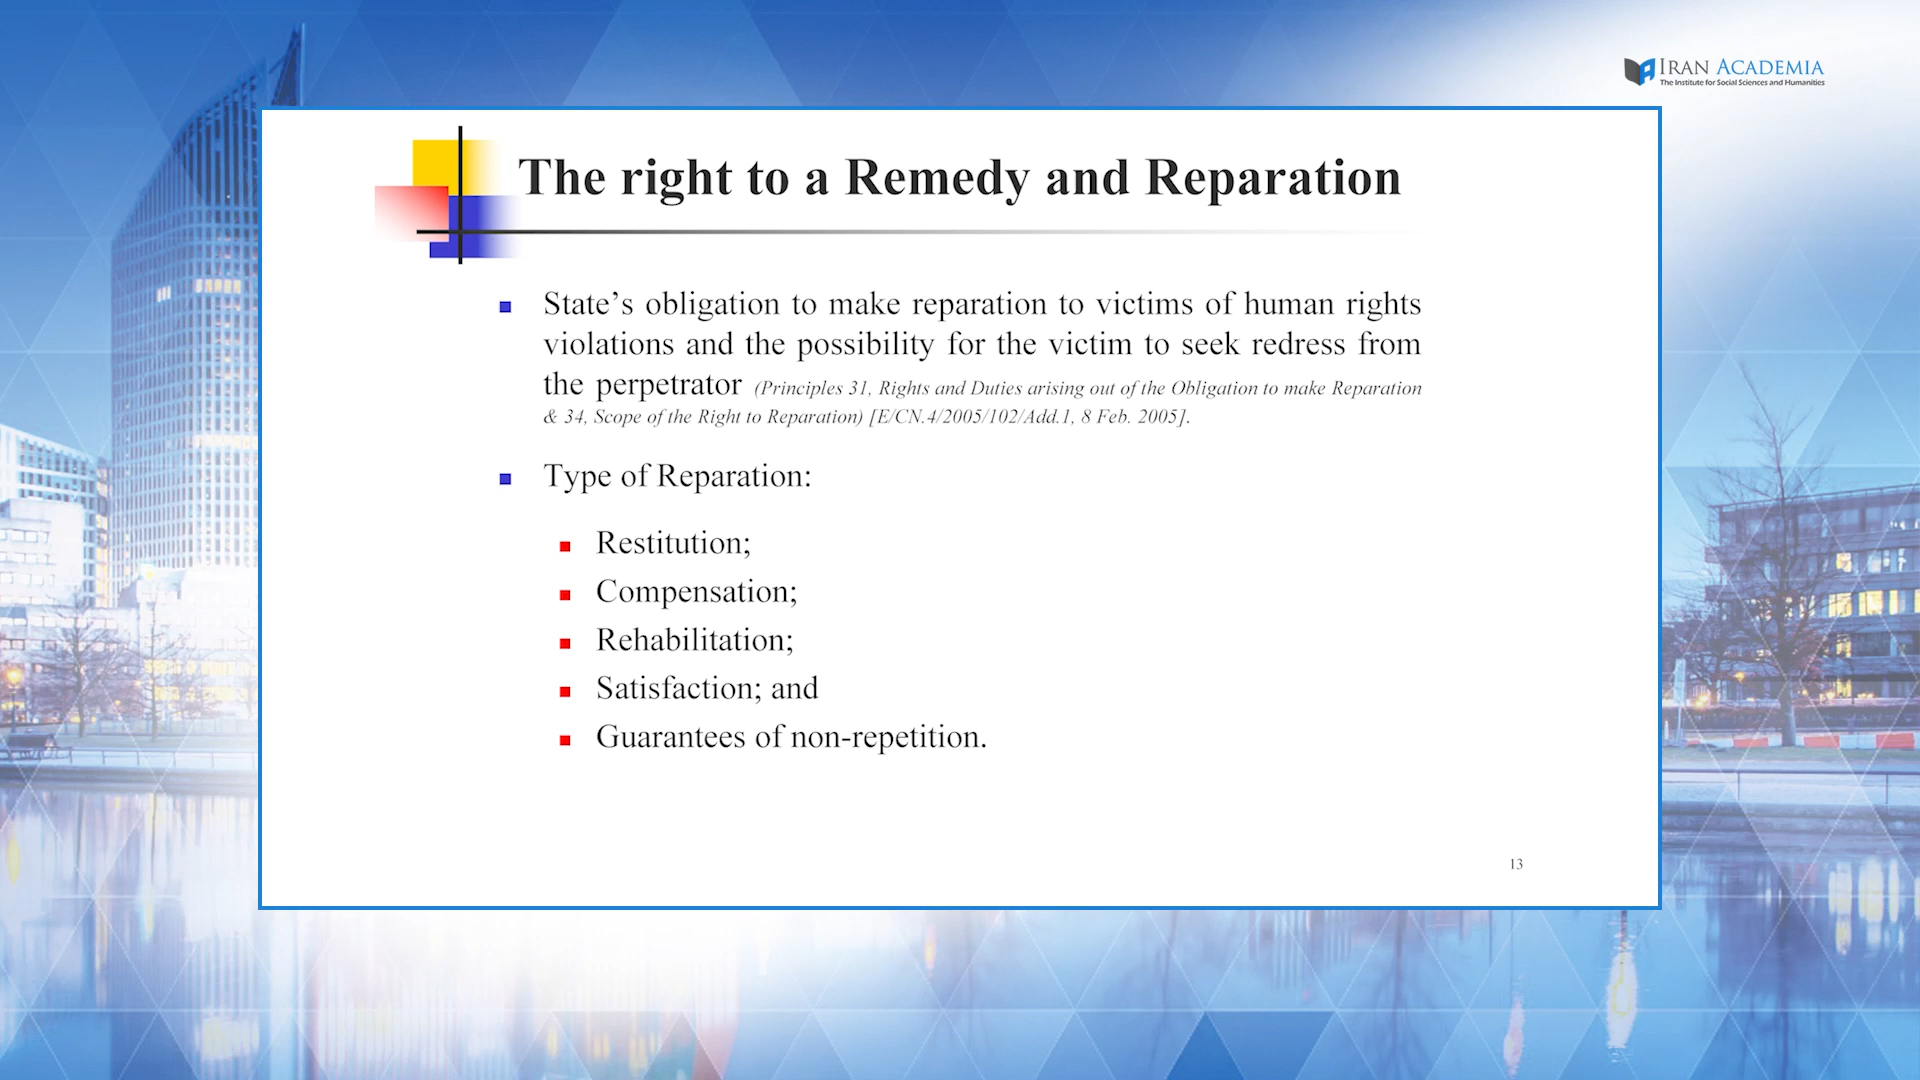 IRAN ACADEMIA
The Institute for Social Sciences and Humanities
The right to a Remedy and Reparation
State’s obligation to make reparation to victims of human rights
violations and the possibility for the victim to seek redress from
the perpetrator (Principles 31, Rights and Duties arising out of the Obligation to make Reparation
& 34, Scope of the Right to Reparation) [E/CN.4/2005/102/Add.1, 8 Feb. 2005].
Type of Reparation:
Restitution;
Compensation;
Rehabilitation;
Satisfaction; and
Guarantees of non-repetition.
13